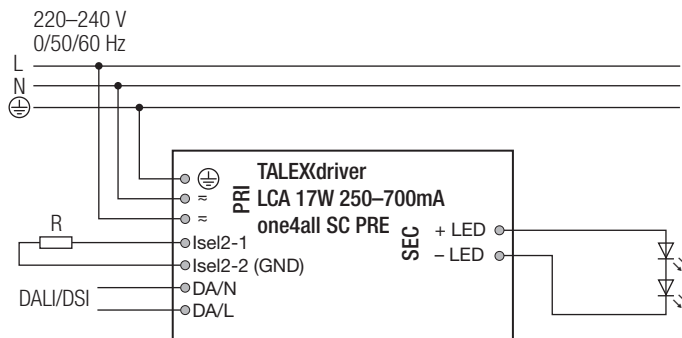 220–240 V
0/50/60 Hz
L
N
TALEXXdriver
LCA 17W 250–700mA
one4all SC PRE
PRI
≈
≈
R
Isel2-1
Isel2-2 (GND)
DALI/DSI
DA/N
DA/L
SEC
+ LED
– LED